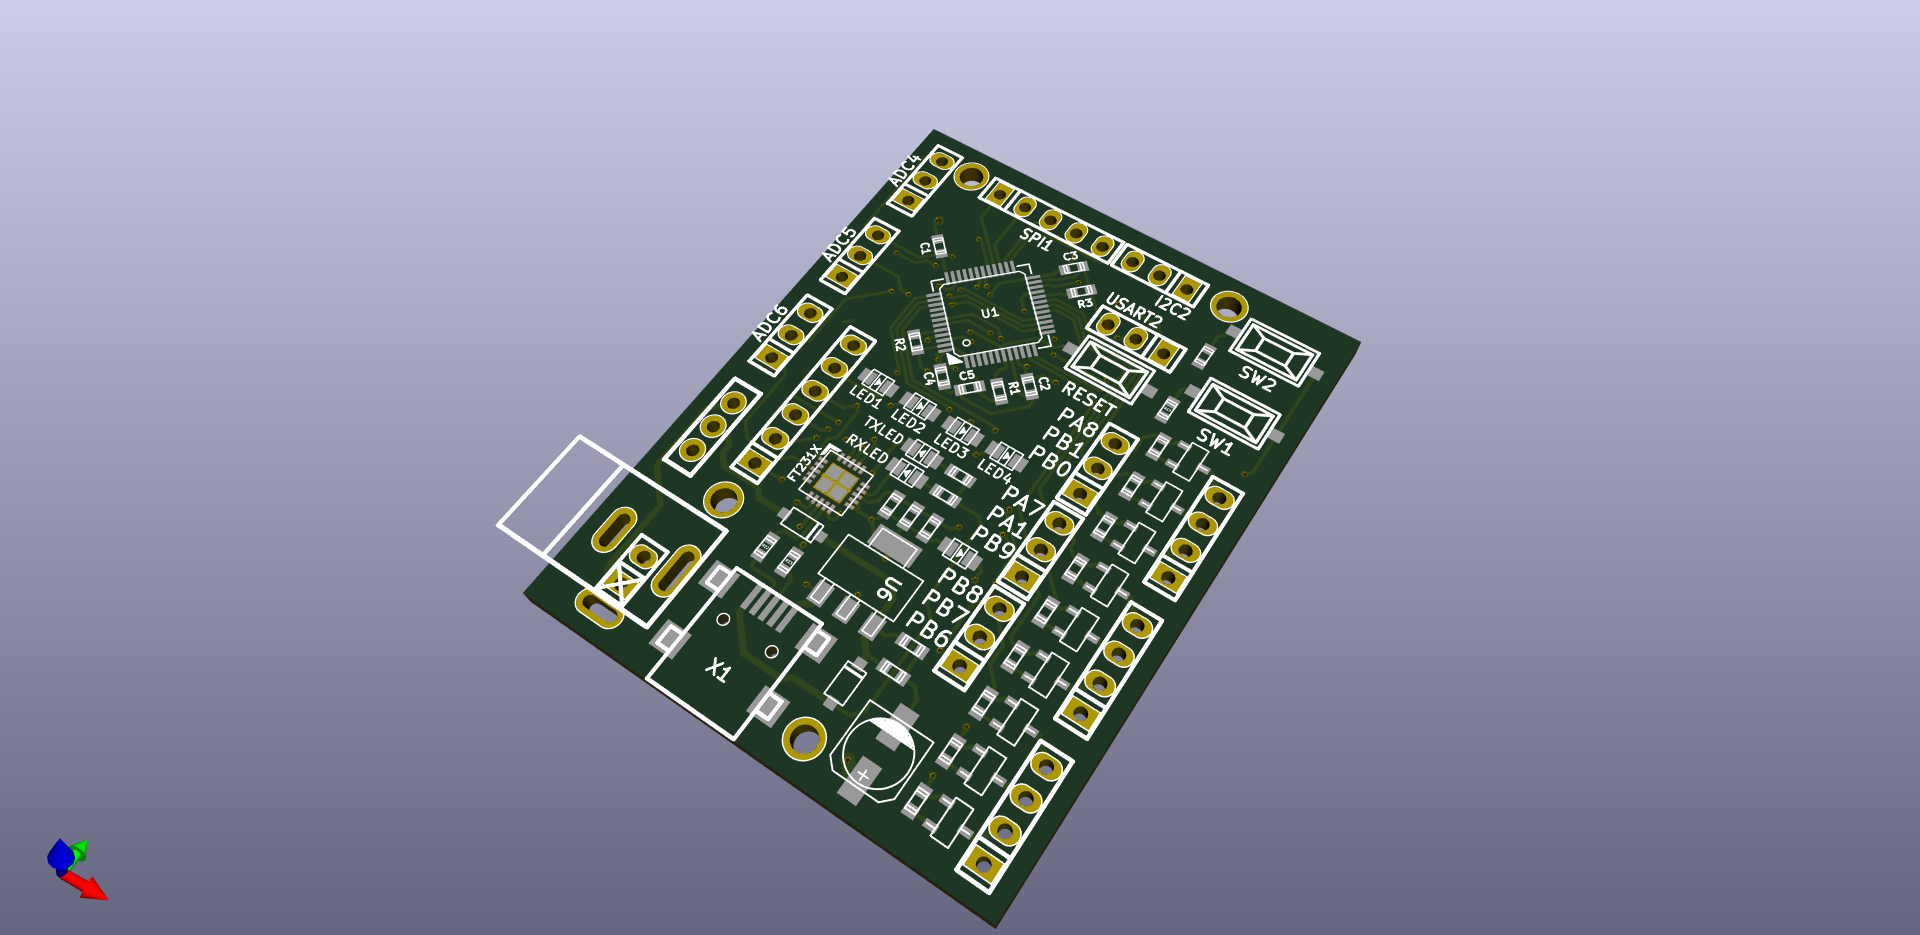 ADC4
SPI1
C1
ADC5
C3
U1
R3
USART2
I2C2
ADC6
R2
C4
C5
R1
C2
SW2
RESET
LED1
LED2
LED3
LED4
TXLED
RXLED
FT231X
SW1
PA8
PB1
PB0
PA7
PA1
PB9
PB8
PB7
PB6
U6
X1
+